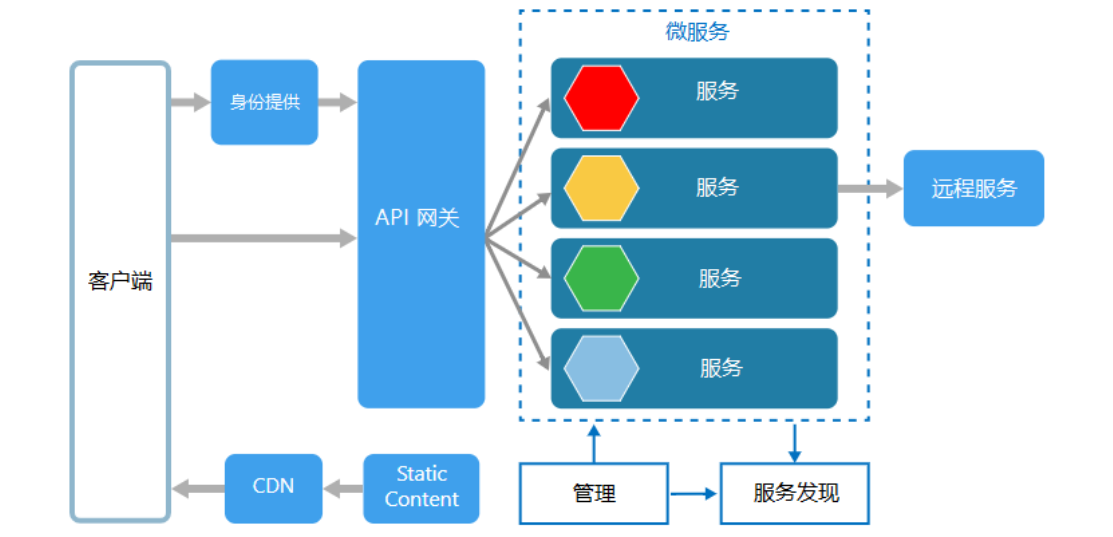 微服务
服务
身份提供
服务
远程服务
API 网关
客户端
服务
服务
Static
Content
CDN
管理
服务发现